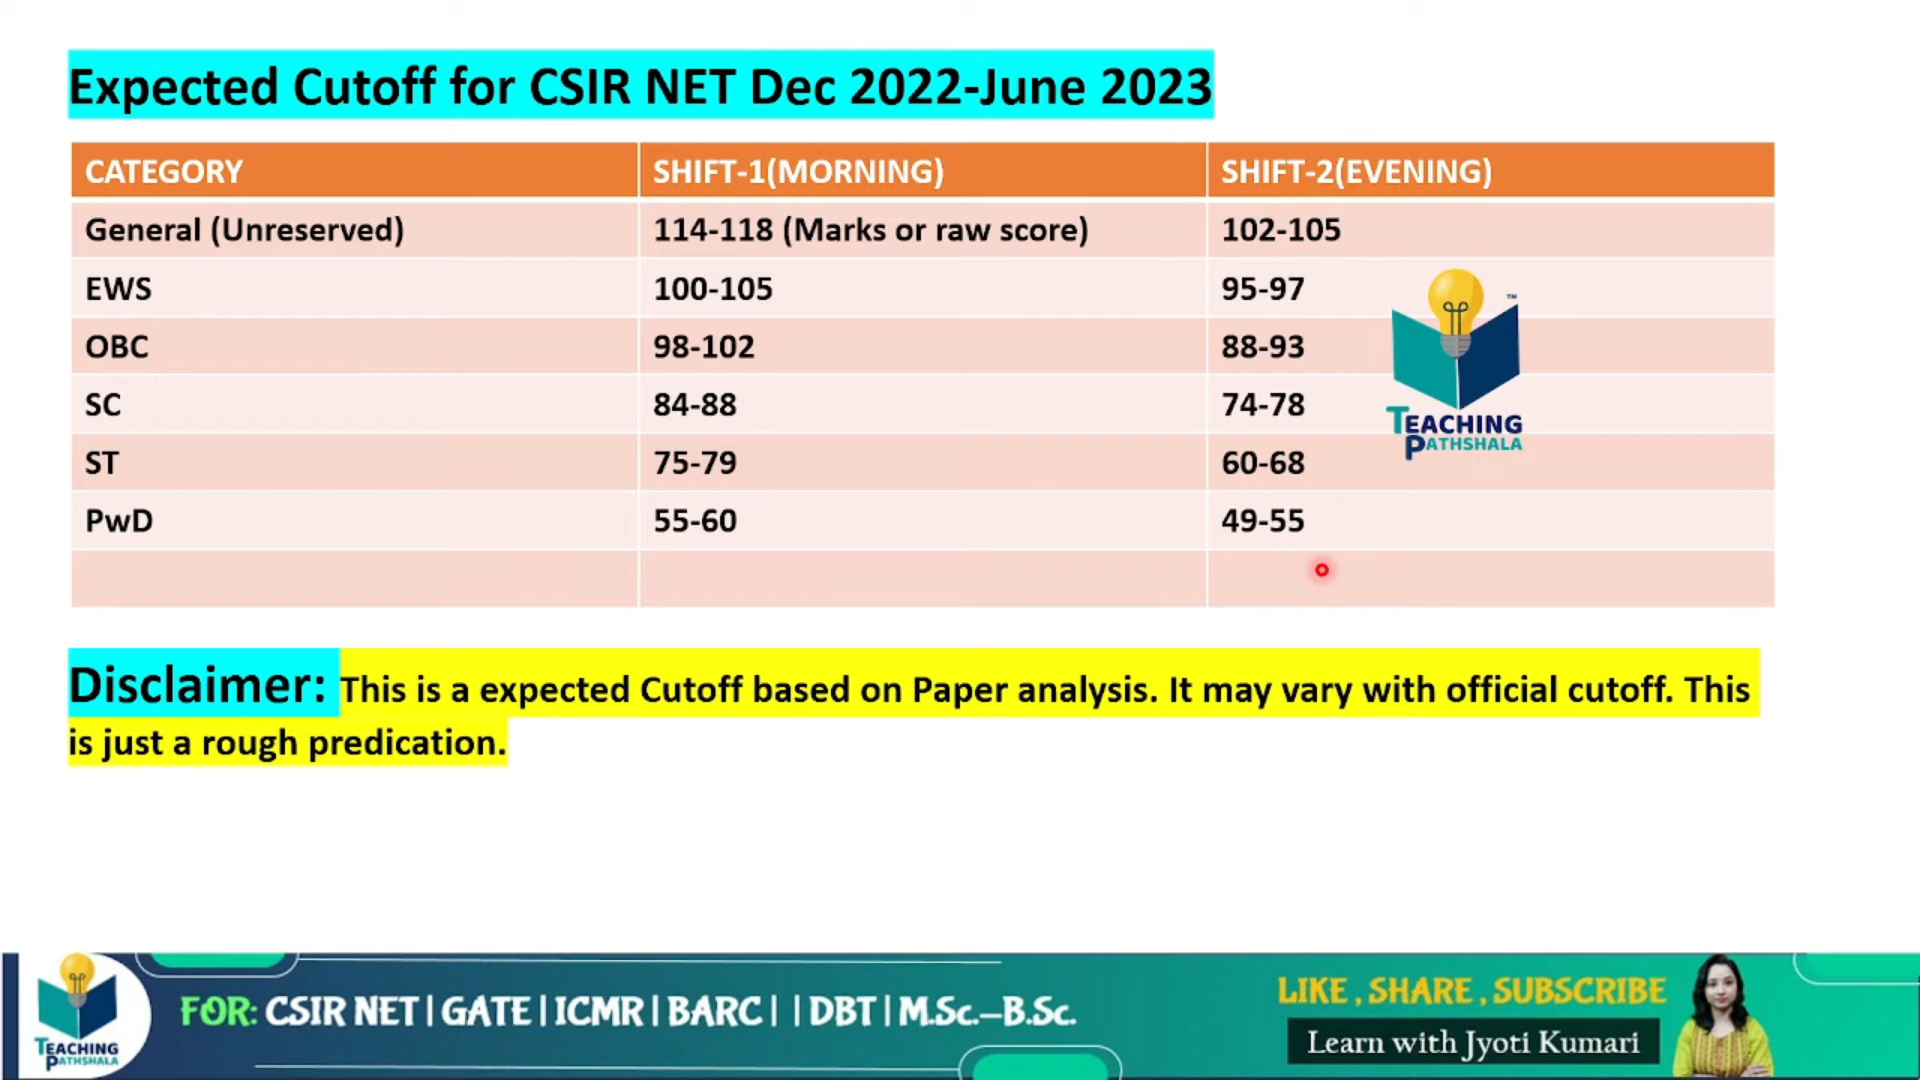 Expected Cutoff for CSIR NET Dec 2022-June 2023
CATEGORY SHIFT-1(MORNING) SHIFT-2(EVENING)
General (Unreserved) 114-118 (Marks or raw score) 102-105
EWS 100-105 95-97
OBC 98-102 88-93
SC 84-88 74-78
ST 75-79 60-68
PwD 55-60 49-55
TM
TEACHING
PATHSHALA
Disclaimer: This is a expected Cutoff based on Paper analysis. It may vary with official cutoff. This
is just a rough predication.
TEACHING
PATHSHALA
FOR: CSIR NET | GATE | ICMR | BARC | | DBT | M.Sc.–B.Sc.
LIKE , SHARE , SUBSCRIBE
Learn with Jyoti Kumari